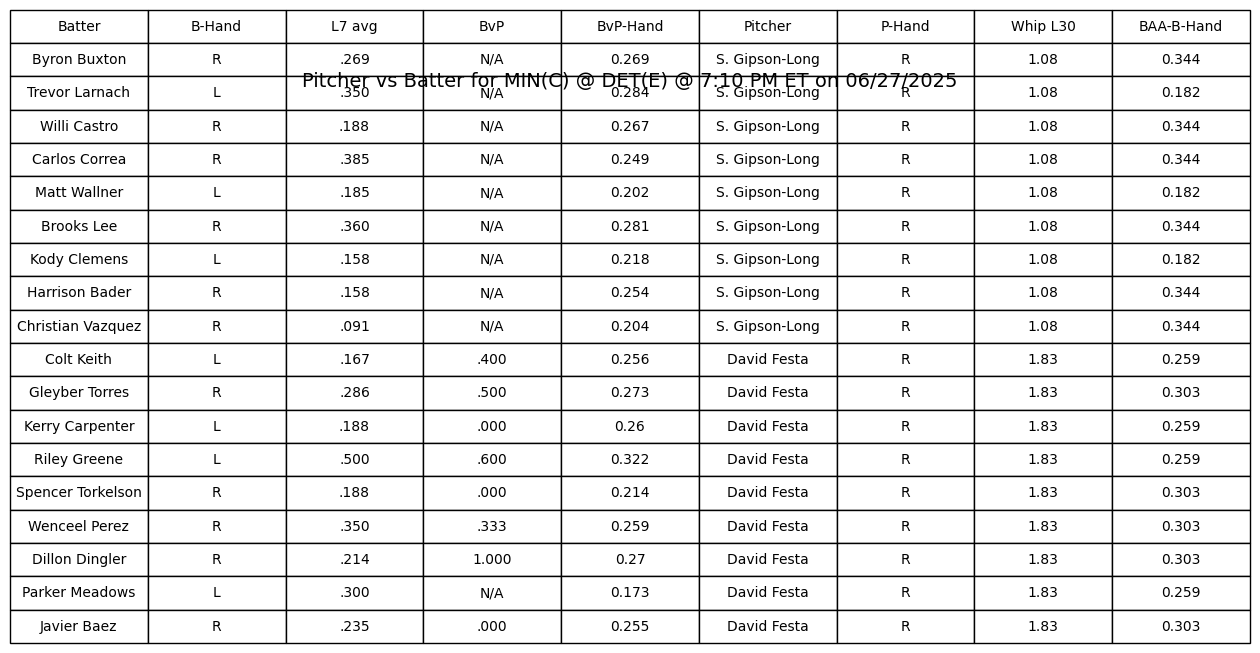 Batter B-Hand L7 avg BvP BvP-Hand Pitcher P-Hand Whip L30 BAA-B-Hand
Byron Buxton R .269 N/A 0.269 S. Gipson-Long R 1.08 0.344
Pitcher vs Batter for MIN(C) @ DET(E) @ 7:10 PM ET on 06/27/2025
Trevor Larnach L .350 N/A 0.284 S. Gipson-Long R 1.08 0.182
Willi Castro R .188 N/A 0.267 S. Gipson-Long R 1.08 0.344
Carlos Correa R .385 N/A 0.249 S. Gipson-Long R 1.08 0.344
Matt Wallner L .185 N/A 0.202 S. Gipson-Long R 1.08 0.182
Brooks Lee R .360 N/A 0.281 S. Gipson-Long R 1.08 0.344
Kody Clemens L .158 N/A 0.218 S. Gipson-Long R 1.08 0.182
Harrison Bader R .158 N/A 0.254 S. Gipson-Long R 1.08 0.344
Christian Vazquez R .091 N/A 0.204 S. Gipson-Long R 1.08 0.344
Colt Keith L .167 .400 0.256 David Festa R 1.83 0.259
Gleyber Torres R .286 .500 0.273 David Festa R 1.83 0.303
Kerry Carpenter L .188 .000 0.26 David Festa R 1.83 0.259
Riley Greene L .500 .600 0.322 David Festa R 1.83 0.259
Spencer Torkelson R .188 .000 0.214 David Festa R 1.83 0.303
Wenceel Perez R .350 .333 0.259 David Festa R 1.83 0.303
Dillon Dingler R .214 1.000 0.27 David Festa R 1.83 0.303
Parker Meadows L .300 N/A 0.173 David Festa R 1.83 0.259
Javier Baez R .235 .000 0.255 David Festa R 1.83 0.303